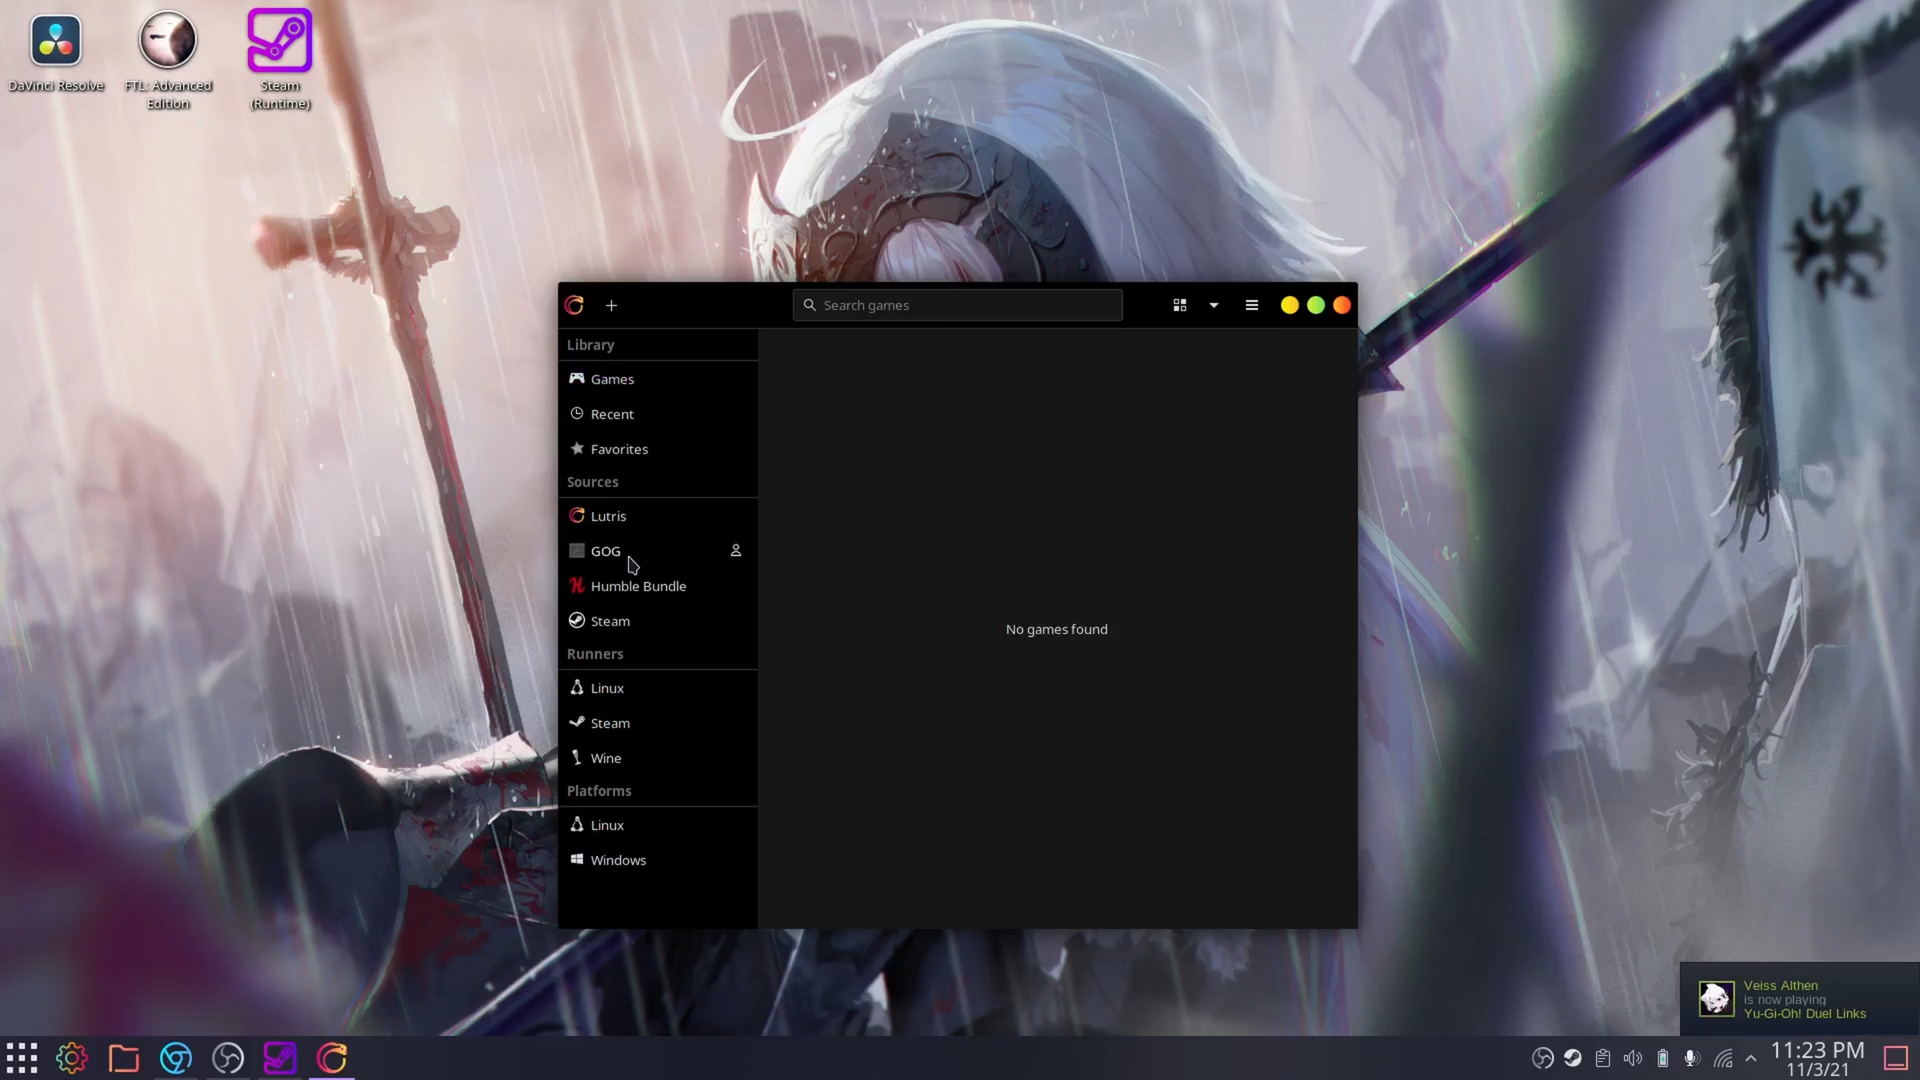 DaVinci Resolve
FTL: Advanced
Edition
Steam
(Runtime)
Search games
Library
Games
Recent
Favorites
Sources
Lutris
GOG
Humble Bundle
Steam
Runners
Linux
Steam
Wine
Platforms
Linux
Windows
No games found
Veiss Althen
is now playing
Yu-Gi-Oh! Duel Links
11:23 PM
11/3/21